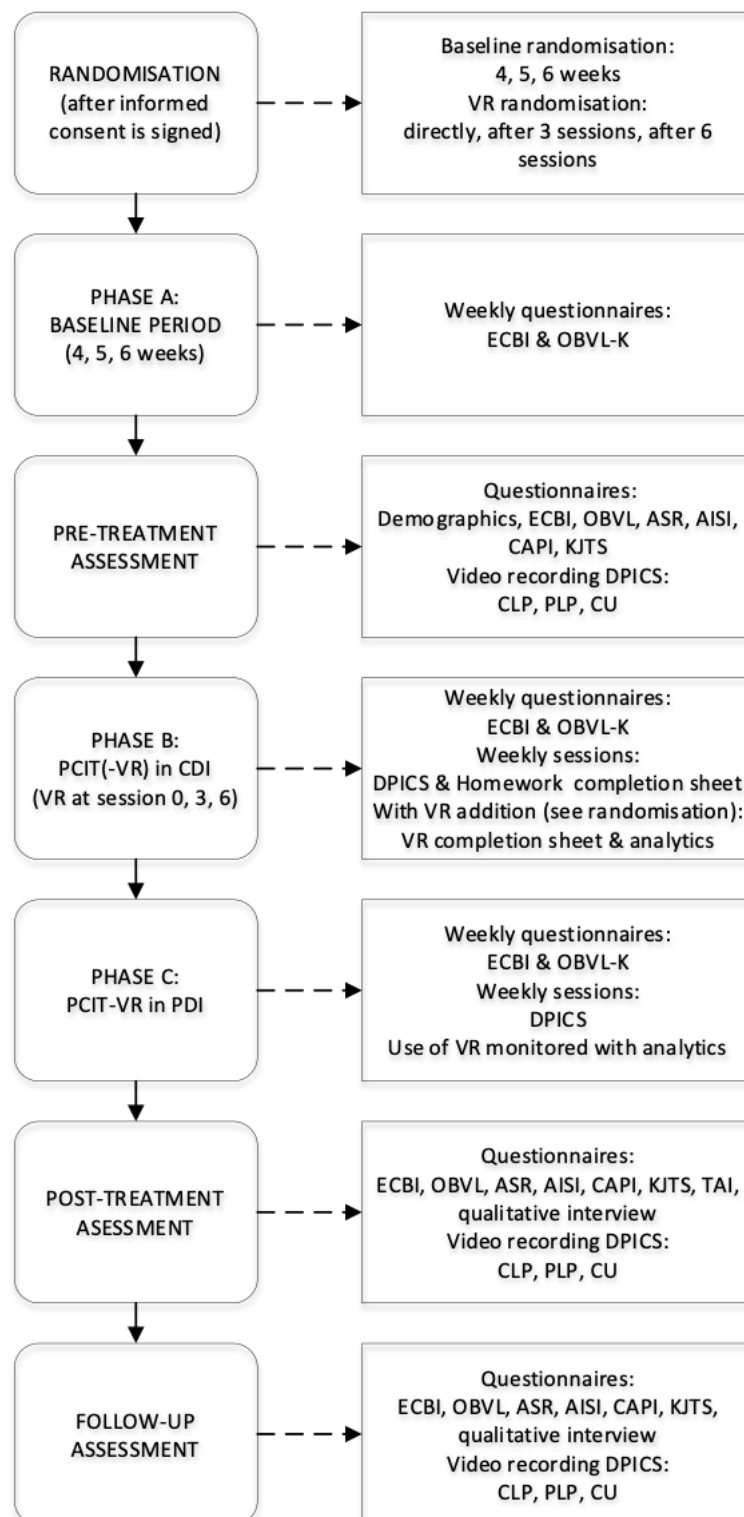 RANDOMISATION
(after informed
consent is signed)
Baseline randomisation:
4, 5, 6 weeks
VR randomisation:
directly, after 3 sessions, after 6
sessions
PHASE A:
BASELINE PERIOD
(4, 5, 6 weeks)
Weekly questionnaires:
ECBI & OBVL-K
PRE-TREATMENT
ASSESSMENT
Questionnaires:
Demographics, ECBI, OBVL, ASR, AISI,
CAPI, KJTS
Video recording DPICS:
CLP, PLP, CU
PHASE B:
PCIT(-VR) in CDI
(VR at session 0, 3, 6)
Weekly questionnaires:
ECBI & OBVL-K
Weekly sessions:
DPICS & Homework completion sheet
With VR addition (see randomisation):
VR completion sheet & analytics
PHASE C:
PCIT-VR in PDI
Weekly questionnaires:
ECBI & OBVL-K
Weekly sessions:
DPICS
Use of VR monitored with analytics
POST-TREATMENT
ASESSMENT
Questionnaires:
ECBI, OBVL, ASR, AISI, CAPI, KJTS, TAI,
qualitative interview
Video recording DPICS:
CLP, PLP, CU
FOLLOW-UP
ASSESSMENT
Questionnaires:
ECBI, OBVL, ASR, AISI, CAPI, KJTS,
qualitative interview
Video recording DPICS:
CLP, PLP, CU